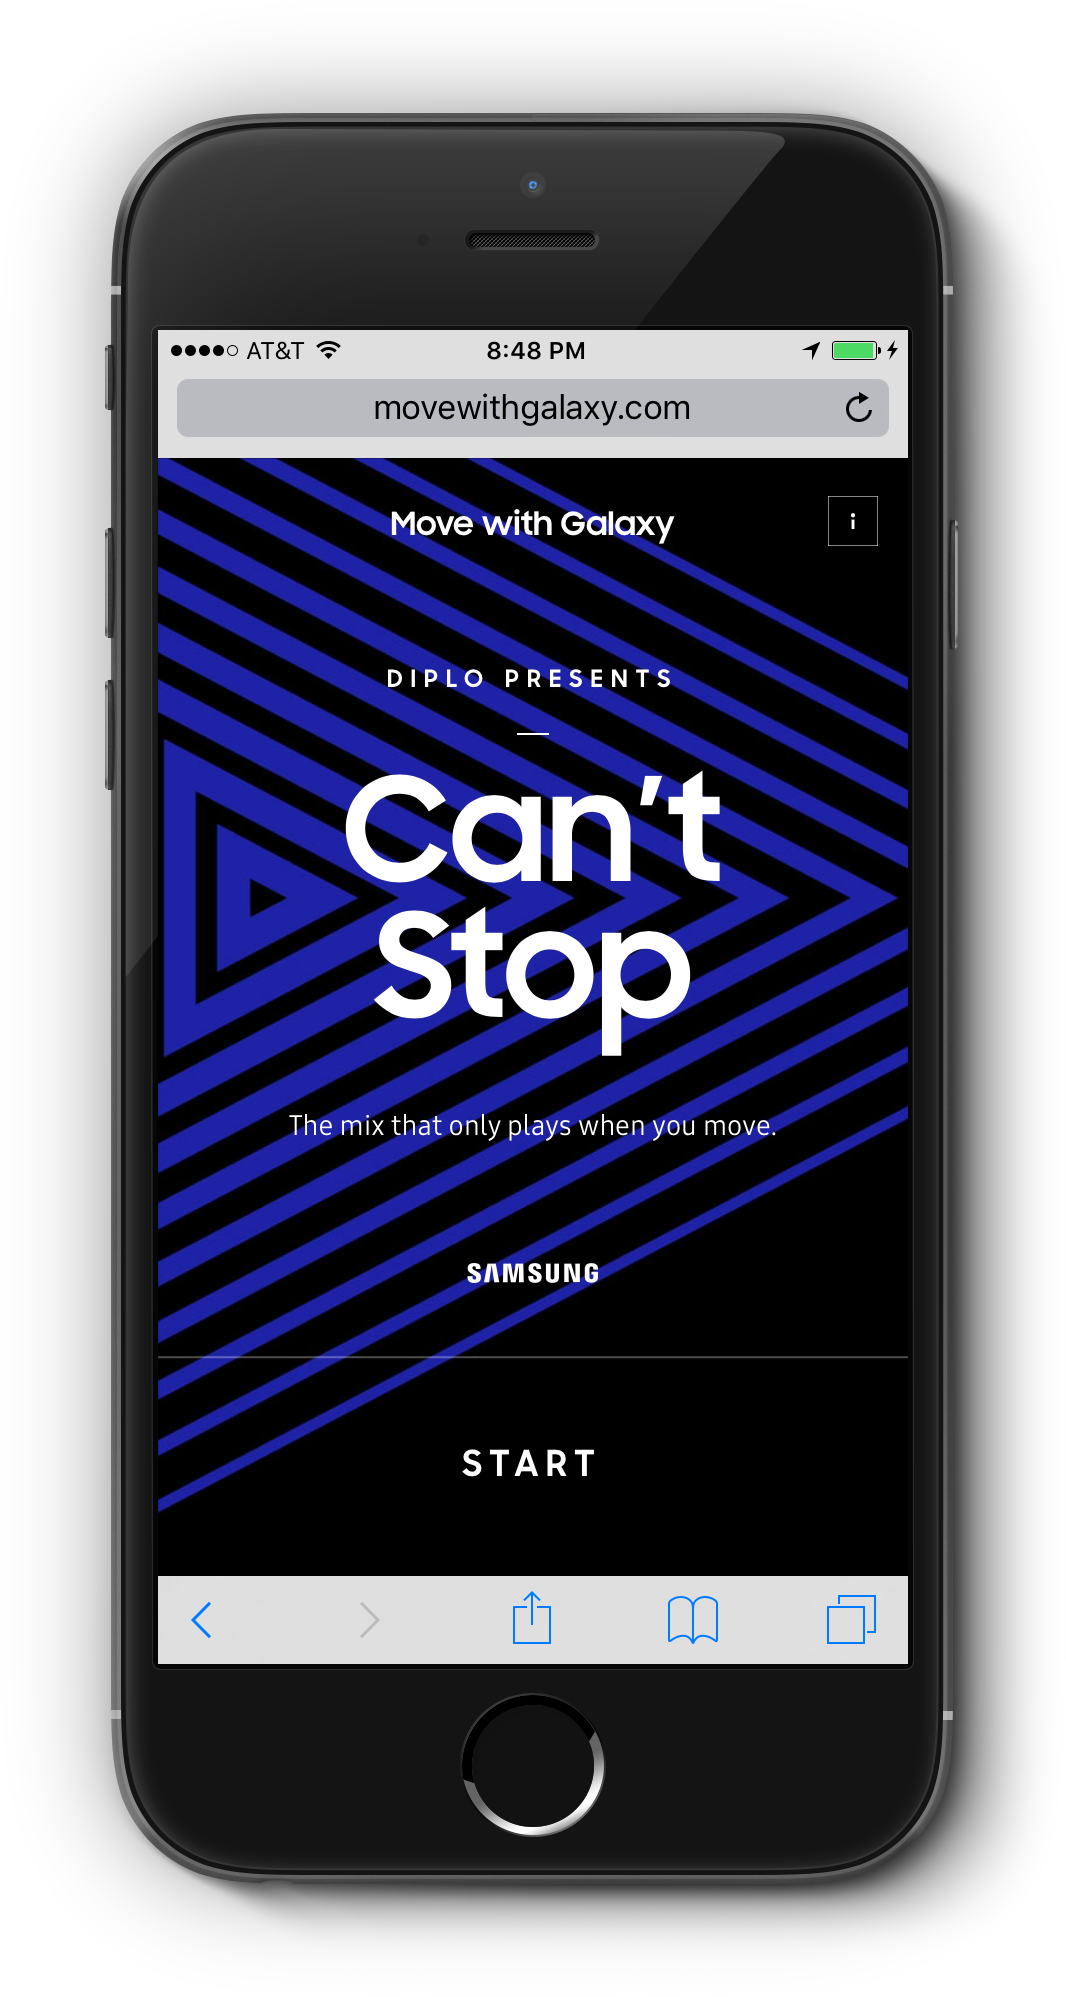 AT&T 8:48 PM
movewithgalaxy.com
Move with Galaxy
i
DIPLO PRESENTS
Can't
Stop
The mix that only plays when you move.
SAMSUNG
START